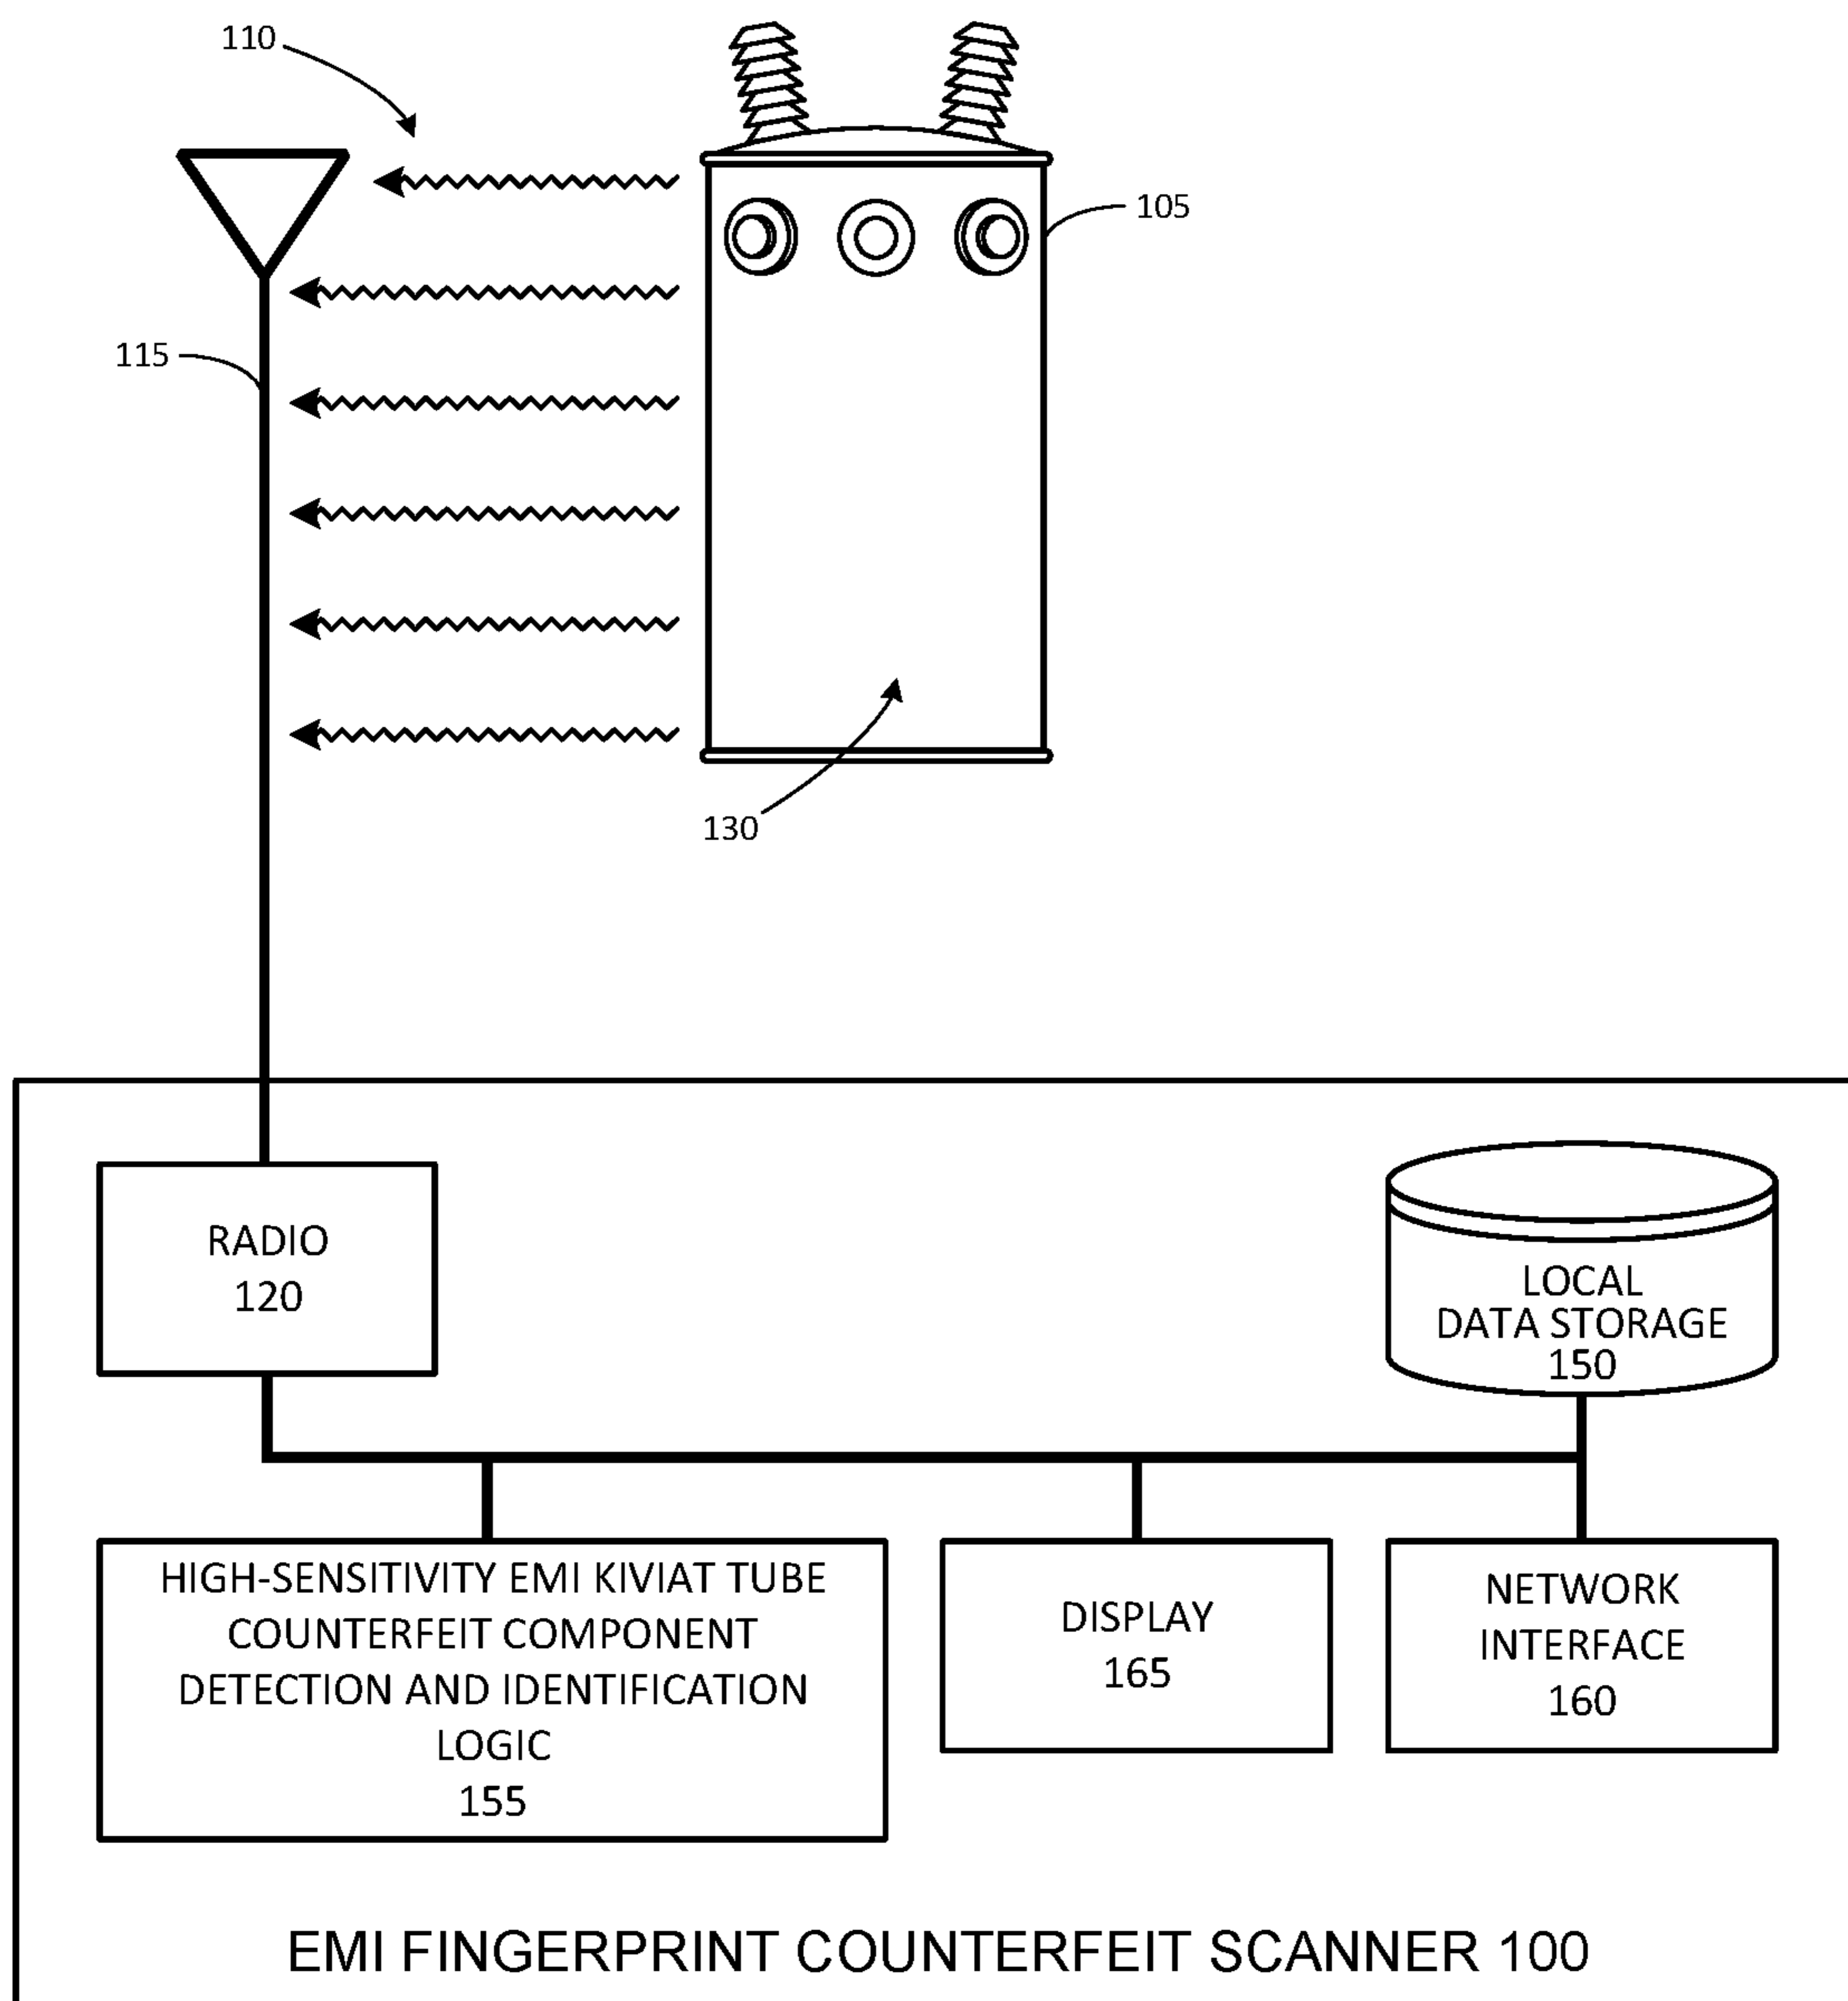 110
105
115
130
RADIO
120
LOCAL
DATA STORAGE
150
HIGH-SENSITIVITY EMI KIVIAT TUBE
COUNTERFEIT COMPONENT
DETECTION AND IDENTIFICATION
LOGIC
155
DISPLAY
165
NETWORK
INTERFACE
160
EMI FINGERPRINT COUNTERFEIT SCANNER 100